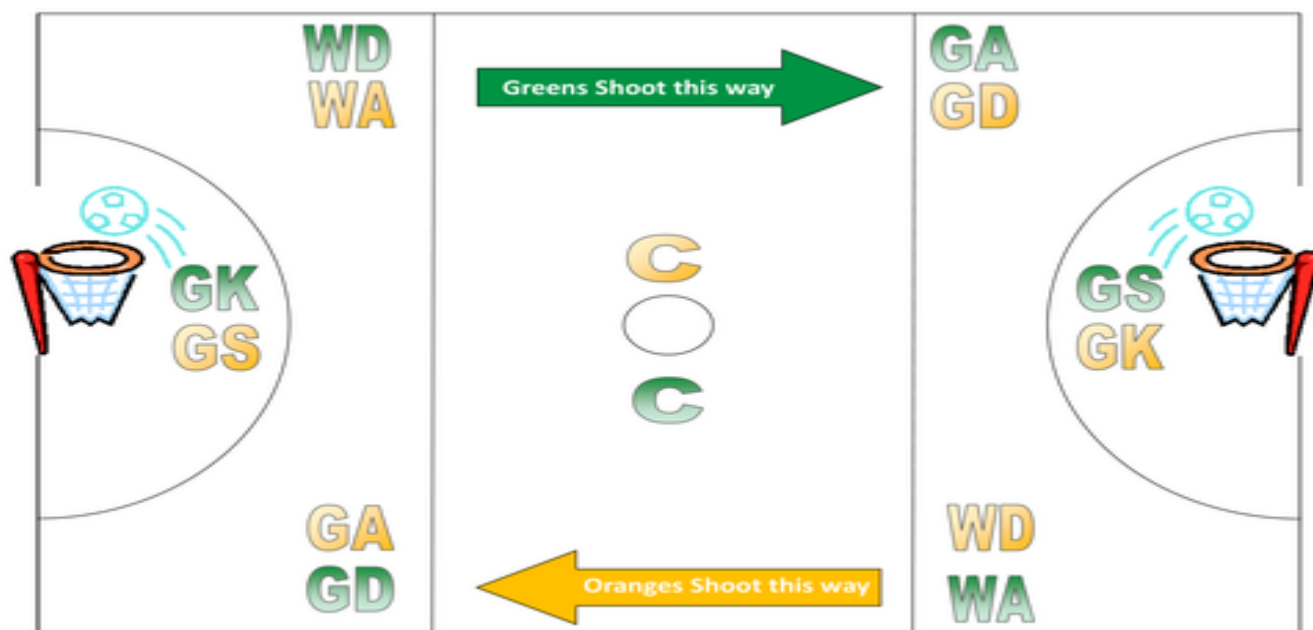 WD
WA
Greens Shoot this way
GA
GD
C
GK
GS
GS
GK
C
GA
GD
Oranges Shoot this way
WD
WA